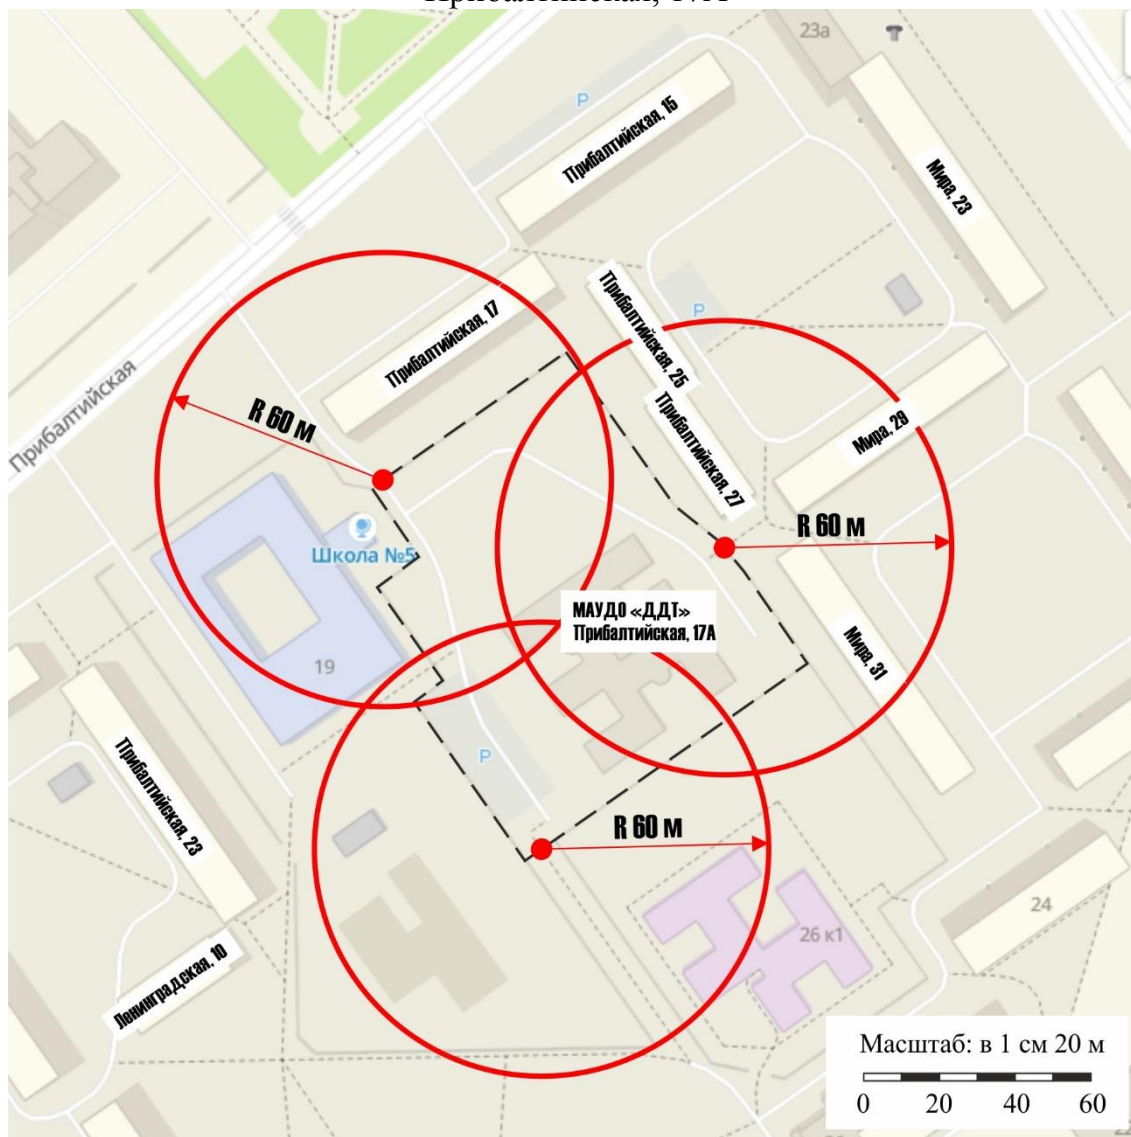 Прибалтийская, 17А
23а
P
Прибалтийская, 15
Мира, 23
Прибалтийская, 25
P
Прибалтийская, 17
Прибалтийская
R 60 м
Прибалтийская, 27
Мира, 29
R 60 м
Школа №5
МАУДО «ДДТ»
Прибалтийская, 17А
19
Мира, 31
P
Прибалтийская, 23
R 60 м
24
26 к1
Ленинградская, 10
Масштаб: в 1 см 20 м
0 20 40 60